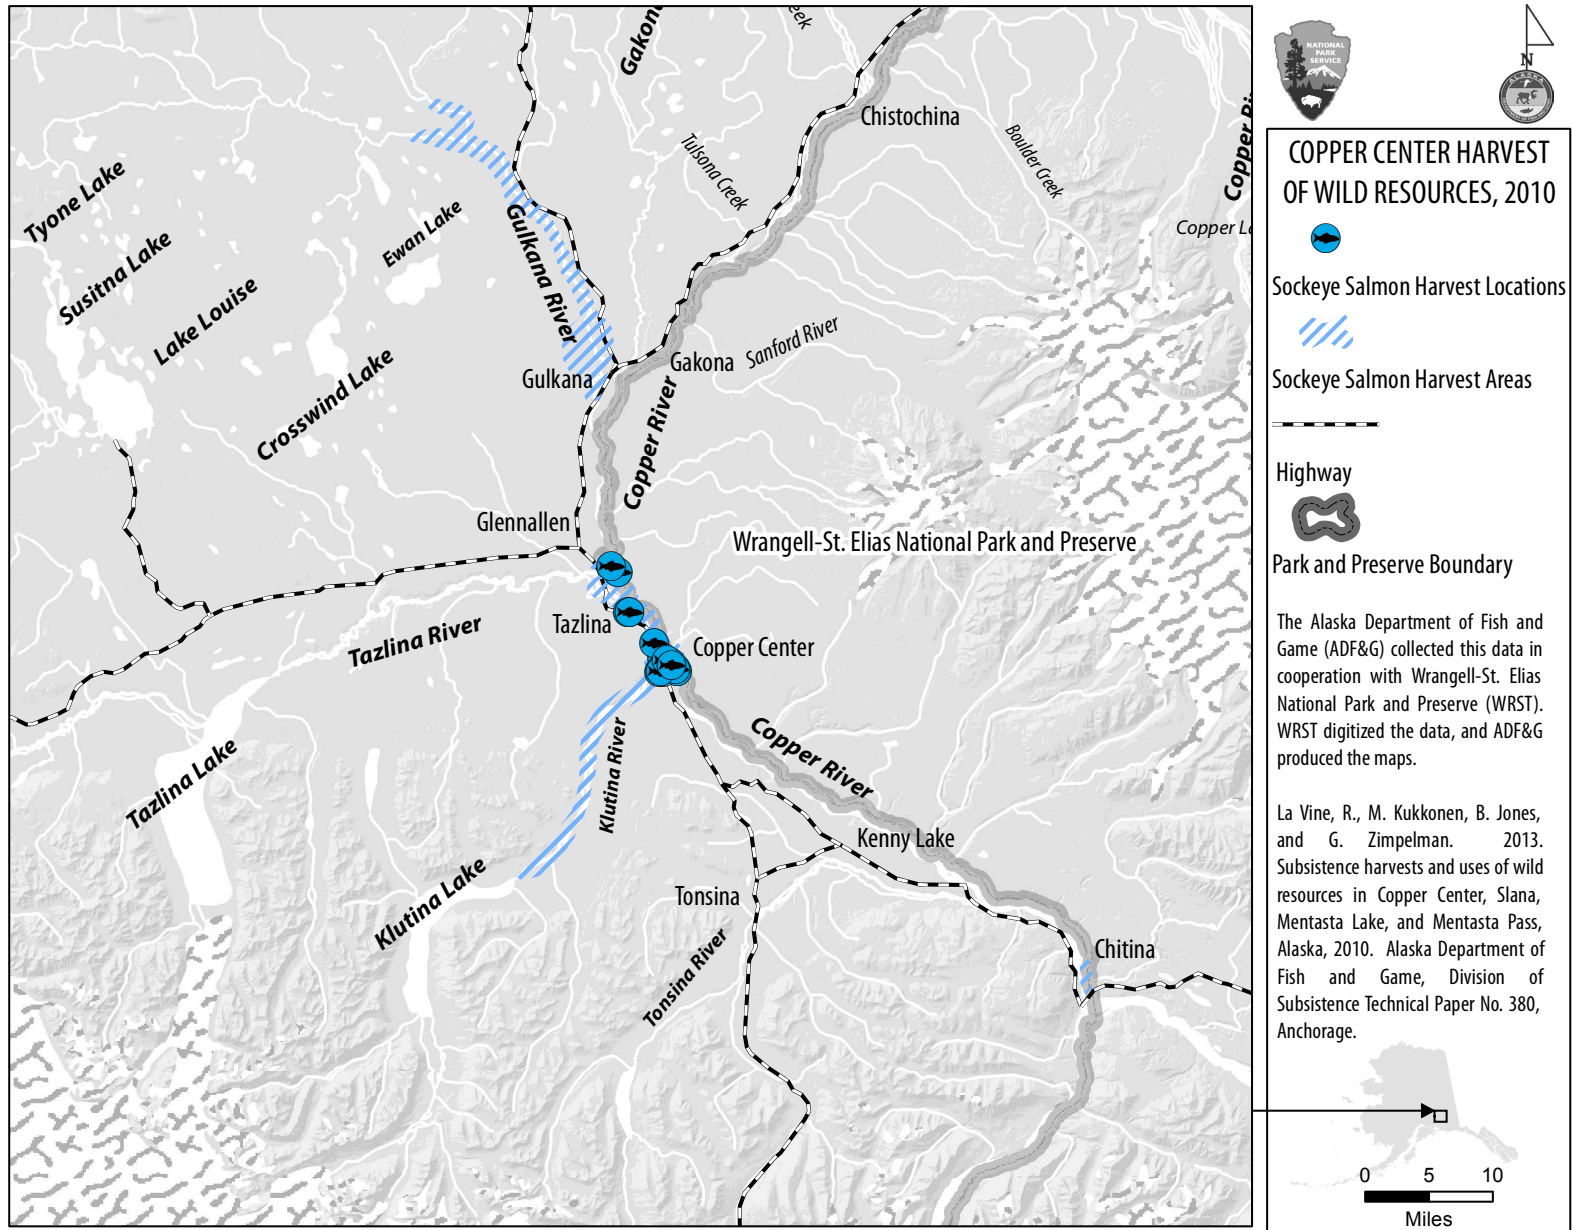 Gakona
eek
Chistochina
Tulsona Creek
Boulder Creek
Copper Ri
Copper L
Tyone Lake
Susitna Lake
Lake Louise
Ewan Lake
Crosswind Lake
Gulkana River
Gulkana
Gakona
Sanford River
Copper River
Glennallen
Wrangell-St. Elias National Park and Preserve
Tazlina
Tazlina River
Copper Center
Tazlina Lake
Klutina River
Copper River
Klutina Lake
Kenny Lake
Tonsina
Tonsina River
Chitina
NATIONAL
PARK
SERVICE
N
ALASKA
COPPER CENTER HARVEST
OF WILD RESOURCES, 2010
Sockeye Salmon Harvest Locations
Sockeye Salmon Harvest Areas
Highway
Park and Preserve Boundary
The Alaska Department of Fish and
Game (ADF&G) collected this data in
cooperation with Wrangell-St. Elias
National Park and Preserve (WRST).
WRST digitized the data, and ADF&G
produced the maps.
La Vine, R., M. Kukkonen, B. Jones,
and G. Zimpelman. 2013.
Subsistence harvests and uses of wild
resources in Copper Center, Slana,
Mentasta Lake, and Mentasta Pass,
Alaska, 2010. Alaska Department of
Fish and Game, Division of
Subsistence Technical Paper No. 380,
Anchorage.
0 5 10
Miles